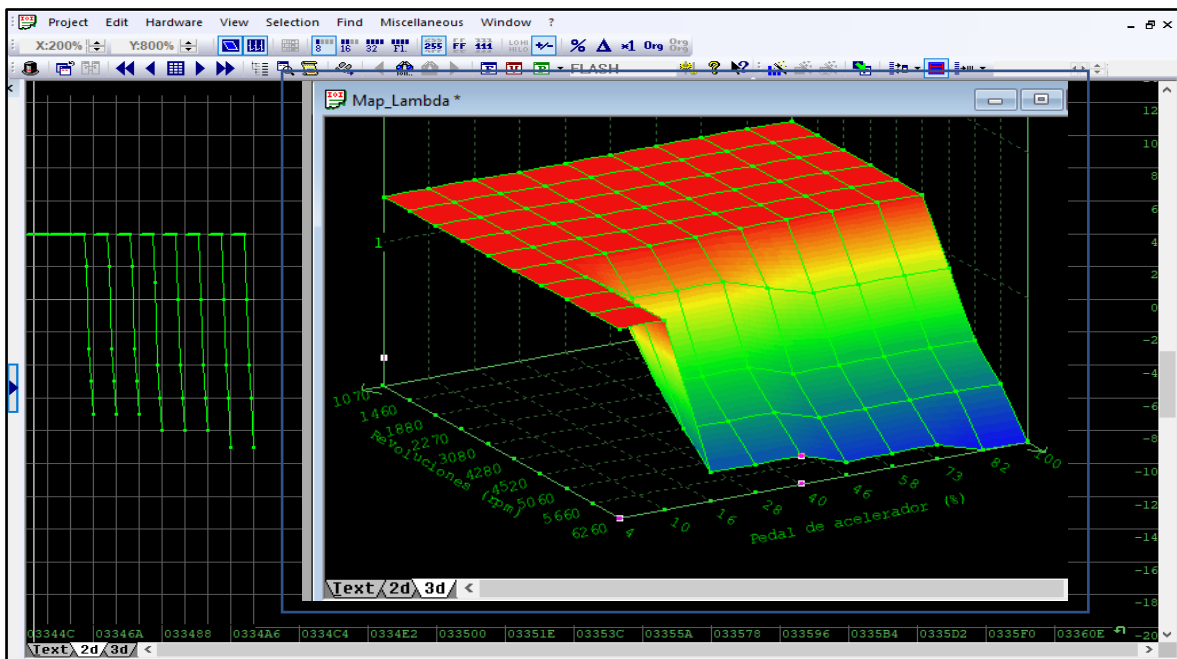 Project Edit Hardware View Selection Find Miscellaneous Window ?
X:200% Y:800% 8 16 32 Fl. 255 FF 111 LOHI HILO +/- % Δ ×1 Org Org
FLASH
Map_Lambda *
1
1070
1460
1880
2270
3080
4280
4520
5060
5660
6260
Revoluciones (rpm)
4 10 16 28 40 46 58 73 82 100
Pedal de acelerador (%)
Text 2d 3d
12
10
8
6
4
2
0
-2
-4
-6
-8
-10
-12
-14
-16
-18
-20
03344C 03346A 033488 0334A6 0334C4 0334E2 033500 03351E 03353C 03355A 033578 033596 0335B4 0335D2 0335F0 03360E
Text 2d 3d